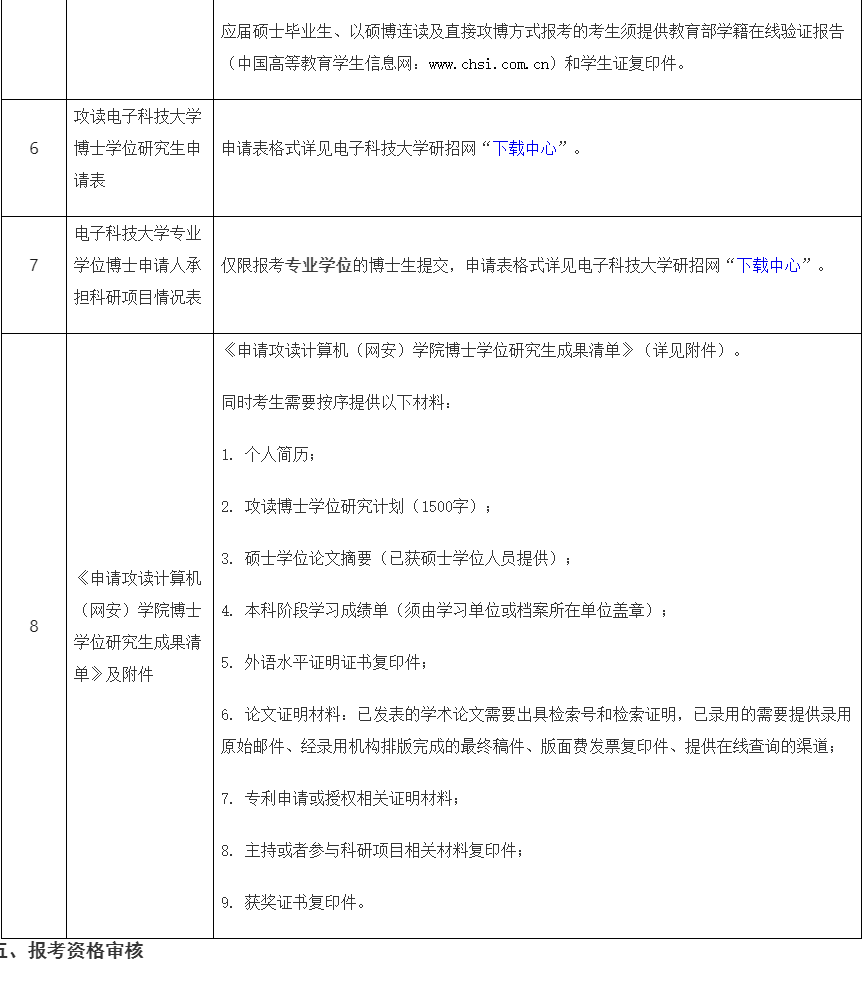 应届硕士毕业生、以硕博连读及直接攻博方式报考的考生须提供教育部学籍在线验证报告
（中国高等教育学生信息网：www.chsi.com.cn）和学生证复印件。
6
攻读电子科技大学
博士学位研究生申
请表
申请表格式详见电子科技大学研招网“下载中心”。
7
电子科技大学专业
学位博士申请人承
担科研项目情况表
仅限报考专业学位的博士生提交，申请表格式详见电子科技大学研招网“下载中心”。
8
《申请攻读计算机
（网安）学院博士
学位研究生成果清
单》及附件
《申请攻读计算机（网安）学院博士学位研究生成果清单》（详见附件）。
同时考生需要按序提供以下材料：
1. 个人简历；
2. 攻读博士学位研究计划（1500字）；
3. 硕士学位论文摘要（已获硕士学位人员提供）；
4. 本科阶段学习成绩单（须由学习单位或档案所在单位盖章）；
5. 外语水平证明证书复印件；
6. 论文证明材料：已发表的学术论文需要出具检索号和检索证明，已录用的需要提供录用
原始邮件、经录用机构排版完成的最终稿件、版面费发票复印件、提供在线查询的渠道；
7. 专利申请或授权相关证明材料；
8. 主持或者参与科研项目相关材料复印件；
9. 获奖证书复印件。
五、报考资格审核